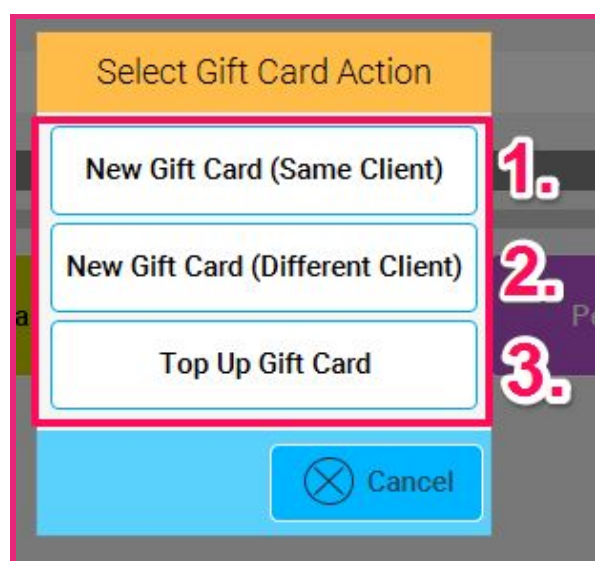 Select Gift Card Action
New Gift Card (Same Client)
1.
New Gift Card (Different Client)
2.
Top Up Gift Card
3.
Cancel